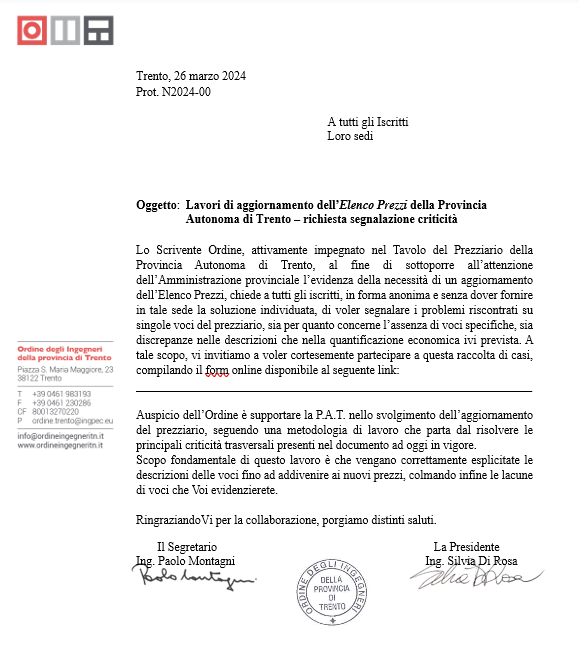 Trento, 26 marzo 2024
Prot. N2024-00
A tutti gli Iscritti
Loro sedi
Oggetto: Lavori di aggiornamento dell’Elenco Prezzi della Provincia
Autonoma di Trento – richiesta segnalazione criticità
Lo Scrivente Ordine, attivamente impegnato nel Tavolo del Prezziario della
Provincia Autonoma di Trento, al fine di sottoporre all’attenzione
dell’Amministrazione provinciale l’evidenza della necessità di un aggiornamento
dell’Elenco Prezzi, chiede a tutti gli iscritti, in forma anonima e senza dover fornire
in tale sede la soluzione individuata, di voler segnalare i problemi riscontrati su
singole voci del prezziario, sia per quanto concerne l’assenza di voci specifiche, sia
discrepanze nelle descrizioni che nella quantificazione economica ivi prevista. A
tale scopo, vi invitiamo a voler cortesemente partecipare a questa raccolta di casi,
compilando il form online disponibile al seguente link:
Ordine degli Ingegneri
della provincia di Trento
Piazza S. Maria Maggiore, 23
38122 Trento
T +39 0461 983193
F +39 0461 230286
CF 80013270220
P ordine.trento@ingpec.eu
info@ordineingegneritn.it
www.ordineingegneritn.it
Auspicio dell’Ordine è supportare la P.A.T. nello svolgimento dell’aggiornamento
del prezziario, seguendo una metodologia di lavoro che parta dal risolvere le
principali criticità trasversali presenti nel documento ad oggi in vigore.
Scopo fondamentale di questo lavoro è che vengano correttamente esplicitate le
descrizioni delle voci fino ad addivenire ai nuovi prezzi, colmando infine le lacune
di voci che Voi evidenzierete.
RingraziandoVi per la collaborazione, porgiamo distinti saluti.
Il Segretario
Ing. Paolo Montagni
Paolo Montagni
La Presidente
Ing. Silvia Di Rosa
Silvia Di Rosa
ORDINE DEGLI INGEGNERI
DELLA
PROVINCIA
DI
TRENTO